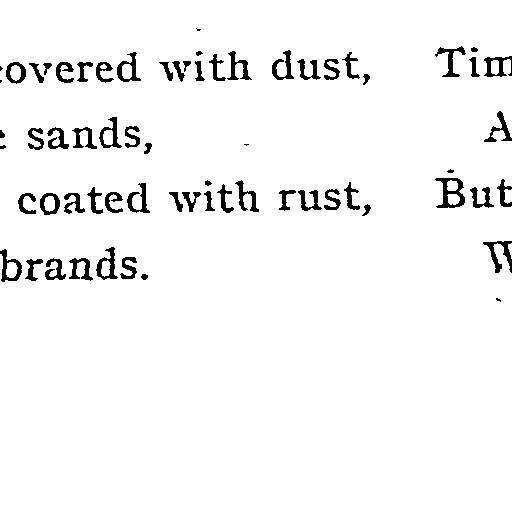 covered with dust,
sands,
coated with rust,
brands.
Tim
A
But
W